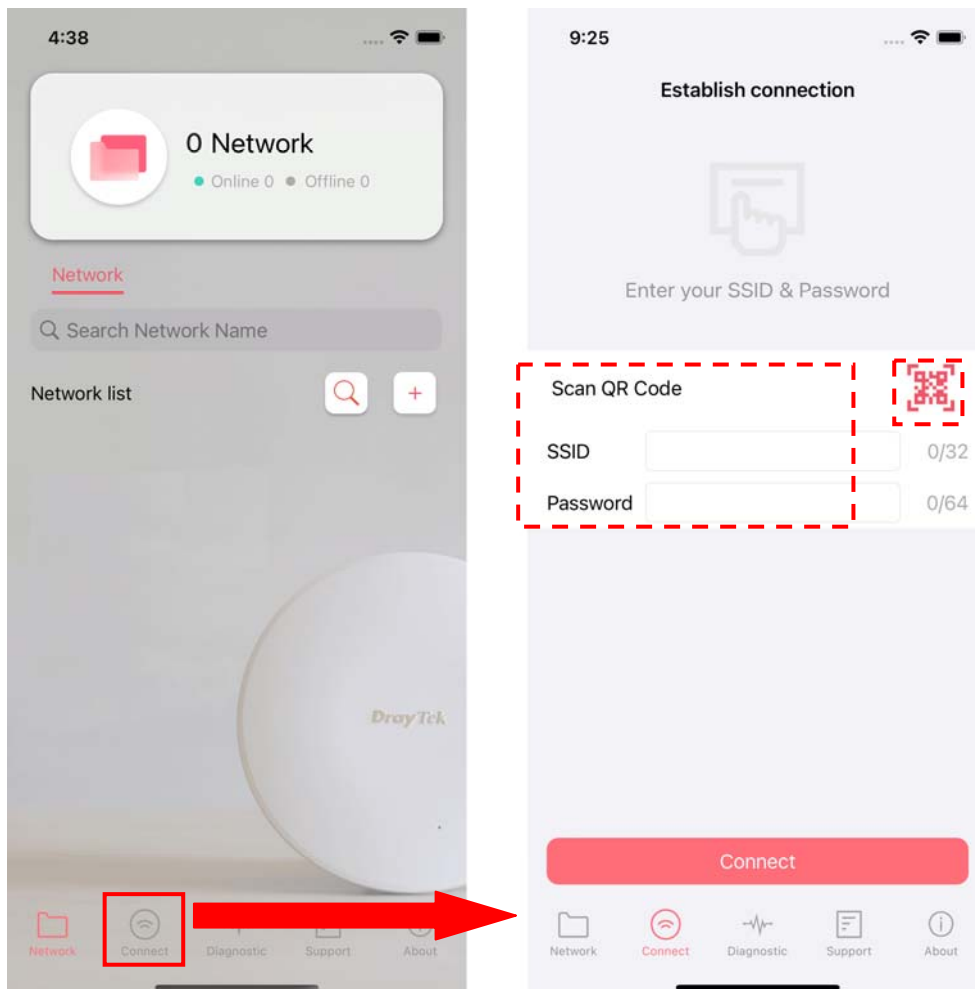 4:38
0 Network
Online 0 Offline 0
Network
Search Network Name
Network list
DrayTek
Network Connect Diagnostic Support About
9:25
Establish connection
Enter your SSID & Password
Scan QR Code
SSID 0/32
Password 0/64
Connect
Network Connect Diagnostic Support About